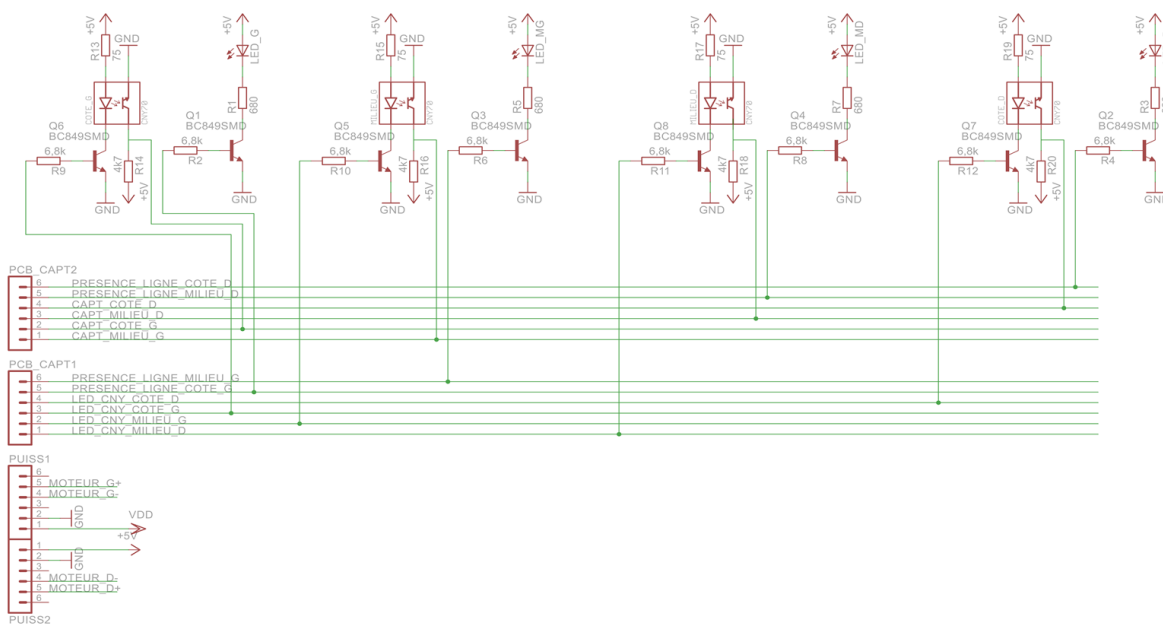 +5V
R13
75
GND
COTE_G
CNY70
Q6
BC849SMD
6,8k
R9
4k7
R14
+5V
GND
+5V
LED_G
R1
680
Q1
BC849SMD
6,8k
R2
GND
+5V
R15
75
GND
MILIEU_G
CNY70
Q5
BC849SMD
6,8k
R10
4k7
R16
+5V
GND
+5V
LED_MG
R5
680
Q3
BC849SMD
6,8k
R6
GND
+5V
R17
75
GND
MILIEU_D
CNY70
Q8
BC849SMD
6,8k
R11
4k7
R18
+5V
GND
+5V
LED_MD
R7
680
Q4
BC849SMD
6,8k
R8
GND
+5V
R19
75
GND
COTE_D
CNY70
Q7
BC849SMD
6,8k
R12
4k7
R20
+5V
GND
+5V
R3
Q2
BC849SMD
6,8k
R4
PCB_CAPT2
6 PRESENCE_LIGNE_COTE_D
5 PRESENCE_LIGNE_MILIEU_D
4 CAPT_COTE_D
3 CAPT_MILIEU_D
2 CAPT_COTE_G
1 CAPT_MILIEU_G
PCB_CAPT1
6 PRESENCE_LIGNE_MILIEU_G
5 PRESENCE_LIGNE_COTE_G
4 LED_CNY_COTE_D
3 LED_CNY_COTE_G
2 LED_CNY_MILIEU_G
1 LED_CNY_MILIEU_D
PUISS1
6
5 MOTEUR_G+
4 MOTEUR_G-
3
2 GND
1 VDD
+5V
1
2 GND
3
4 MOTEUR_D-
5 MOTEUR_D+
6
PUISS2